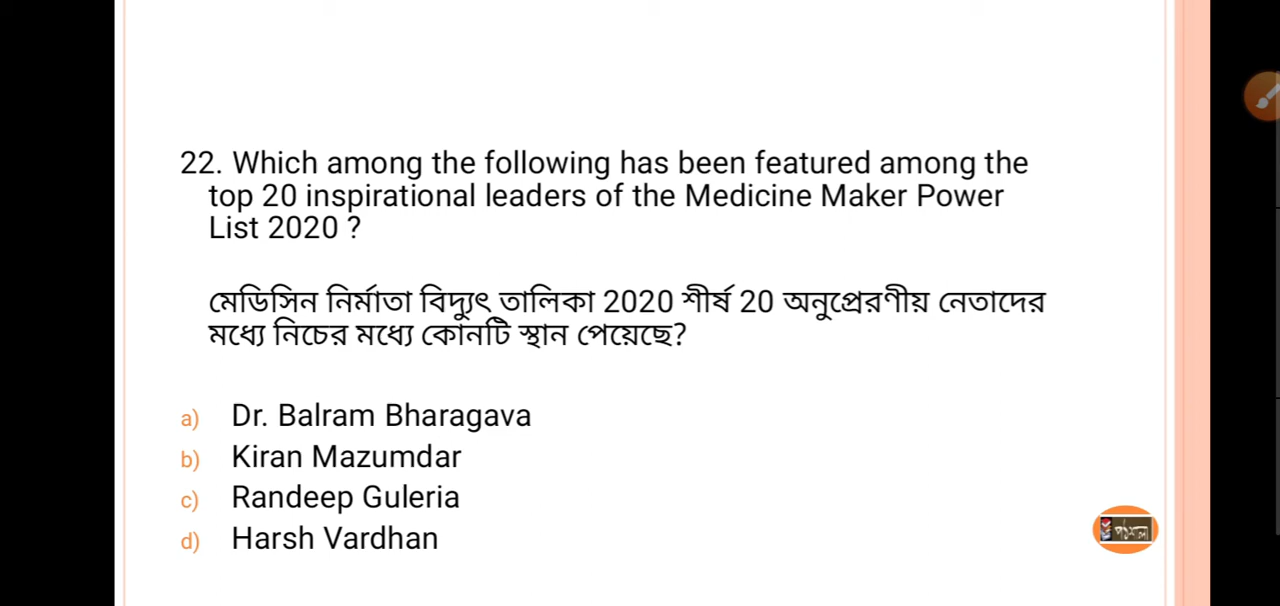 22. Which among the following has been featured among the
top 20 inspirational leaders of the Medicine Maker Power
List 2020 ?
মেডিসিন নির্মাতা বিদ্যুৎ তালিকা 2020 শীর্ষ 20 অনুপ্রেরণীয় নেতাদের
মধ্যে নিচের মধ্যে কোনটি স্থান পেয়েছে?
a) Dr. Balram Bharagava
b) Kiran Mazumdar
c) Randeep Guleria
d) Harsh Vardhan
পাঠশালা